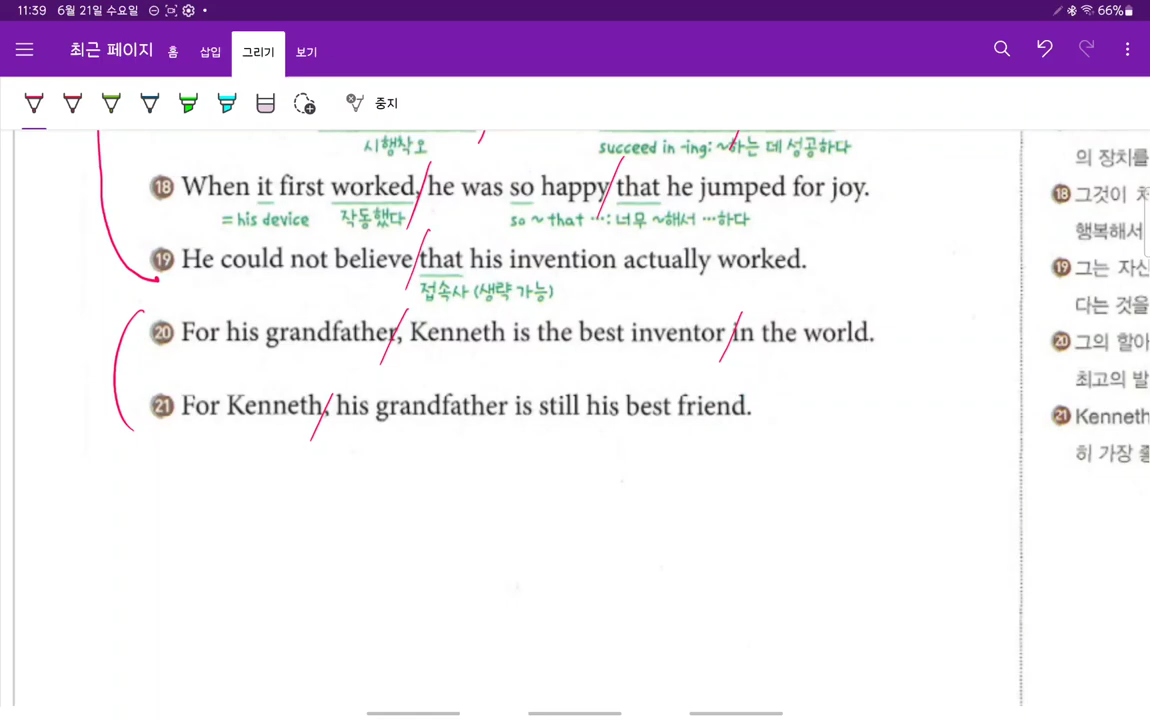 11:39 6월 21일 수요일 66%
최근 페이지 홈 삽입 그리기 보기
중지
시행착오 succeed in -ing: ~하는 데 성공하다
의 장치를
18 When it first worked, he was so happy that he jumped for joy.
18 그것이 처
= his device 작동했다 so ~ that …: 너무 ~해서 …하다
행복해서
19 He could not believe that his invention actually worked.
19 그는 자신
접속사 (생략 가능)
다는 것을
20 For his grandfather, Kenneth is the best inventor in the world.
20 그의 할아
최고의 발
21 For Kenneth, his grandfather is still his best friend.
21 Kenneth
히 가장 좋